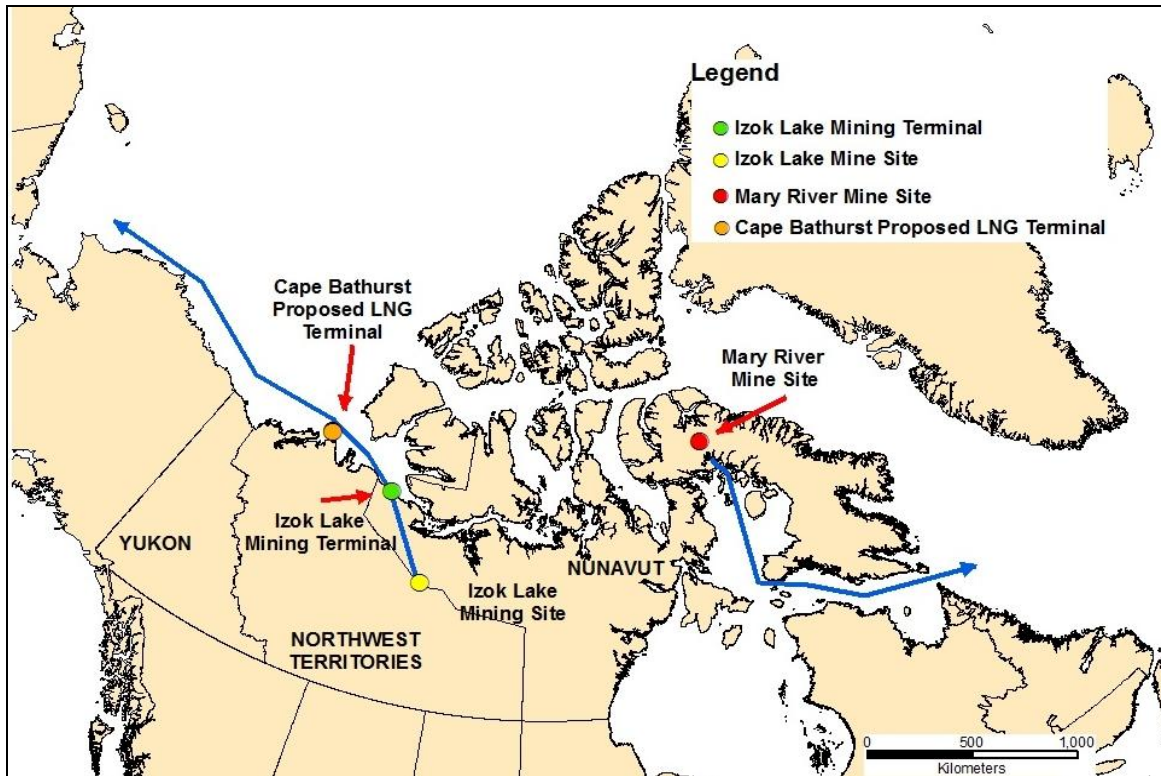 Legend
Izok Lake Mining Terminal
Izok Lake Mine Site
Mary River Mine Site
Cape Bathurst Proposed LNG Terminal
Cape Bathurst
Proposed LNG
Terminal
Mary River
Mine Site
Izok Lake
Mining Terminal
YUKON
NUNAVUT
Izok Lake
Mining Site
NORTHWEST
TERRITORIES
0 500 1,000
Kilometers